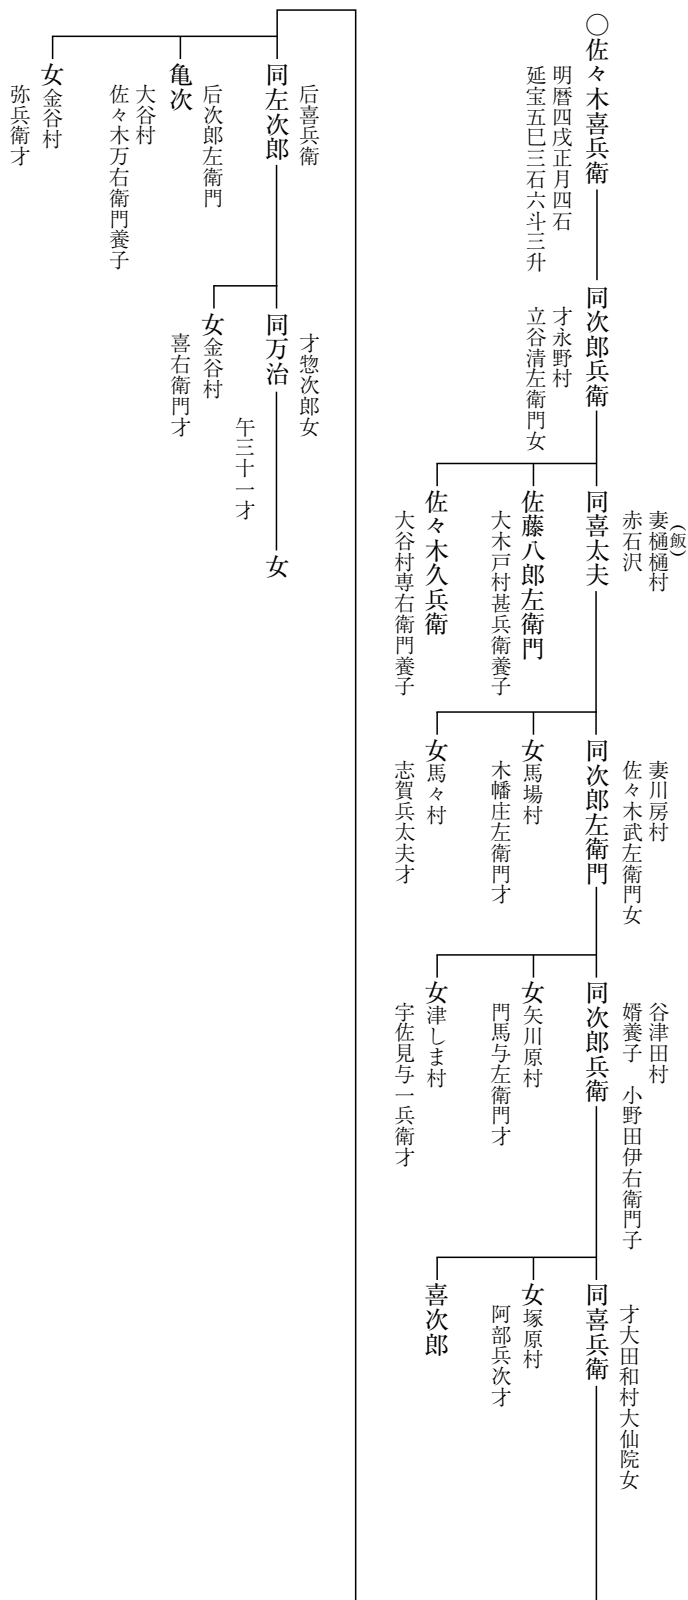 〇佐々木喜兵衛
明暦四戌正月四石
延宝五巳三石六斗三升
同次郎兵衛
才永野村
立谷清左衛門女
(飯)
妻樋樋村
赤石沢
同喜太夫
佐藤八郎左衛門
大木戸村甚兵衛養子
佐々木久兵衛
大谷村専右衛門養子
妻川房村
佐々木武左衛門女
同次郎左衛門
女馬場村
木幡庄左衛門才
女馬々村
志賀兵太夫才
谷津田村
婿養子 小野田伊右衛門子
同次郎兵衛
女矢川原村
門馬与左衛門才
女津しま村
宇佐見与一兵衛才
才大田和村大仙院女
同喜兵衛
女塚原村
阿部兵次才
喜次郎
后喜兵衛
同左次郎
后次郎左衛門
亀次
大谷村
佐々木万右衛門養子
女金谷村
弥兵衛才
才惣次郎女
同万治
午三十一才
女金谷村
喜右衛門才
女